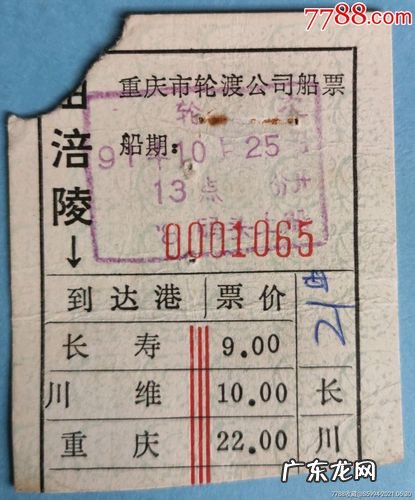 7788.com
由涪陵→
重庆市轮渡公司船票
船期:
91年10月25
13点 分开
0001065
到达港 票价
长寿 9.00
川维 10.00
重庆 22.00
长
川
广东龙网